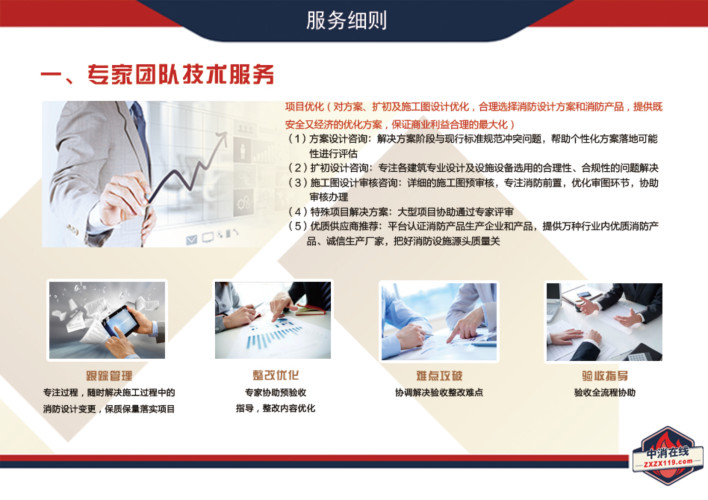 服务细则
一、专家团队技术服务
项目优化（对方案、扩初及施工图设计优化，合理选择消防设计方案和消防产品，提供既
安全又经济的优化方案，保证商业利益合理的最大化）
（1）方案设计咨询：解决方案阶段与现行标准规范冲突问题，帮助个性化方案落地可能
性进行评估
（2）扩初设计咨询：专注各建筑专业设计及设施设备选用的合理性、合规性的问题解决
（3）施工图设计审核咨询：详细的施工图预审核，专注消防前置，优化审图环节，协助
审核办理
（4）特殊项目解决方案：大型项目协助通过专家评审
（5）优质供应商推荐：平台认证消防产品生产企业和产品，提供万种行业内优质消防产
品、诚信生产厂家，把好消防设施源头质量关
跟踪管理
专注过程，随时解决施工过程中的
消防设计变更，保质保量落实项目
整改优化
专家协助预验收
指导，整改内容优化
难点攻破
协调解决验收整改难点
验收指导
验收全流程协助
中消在线
ZXZX119.com